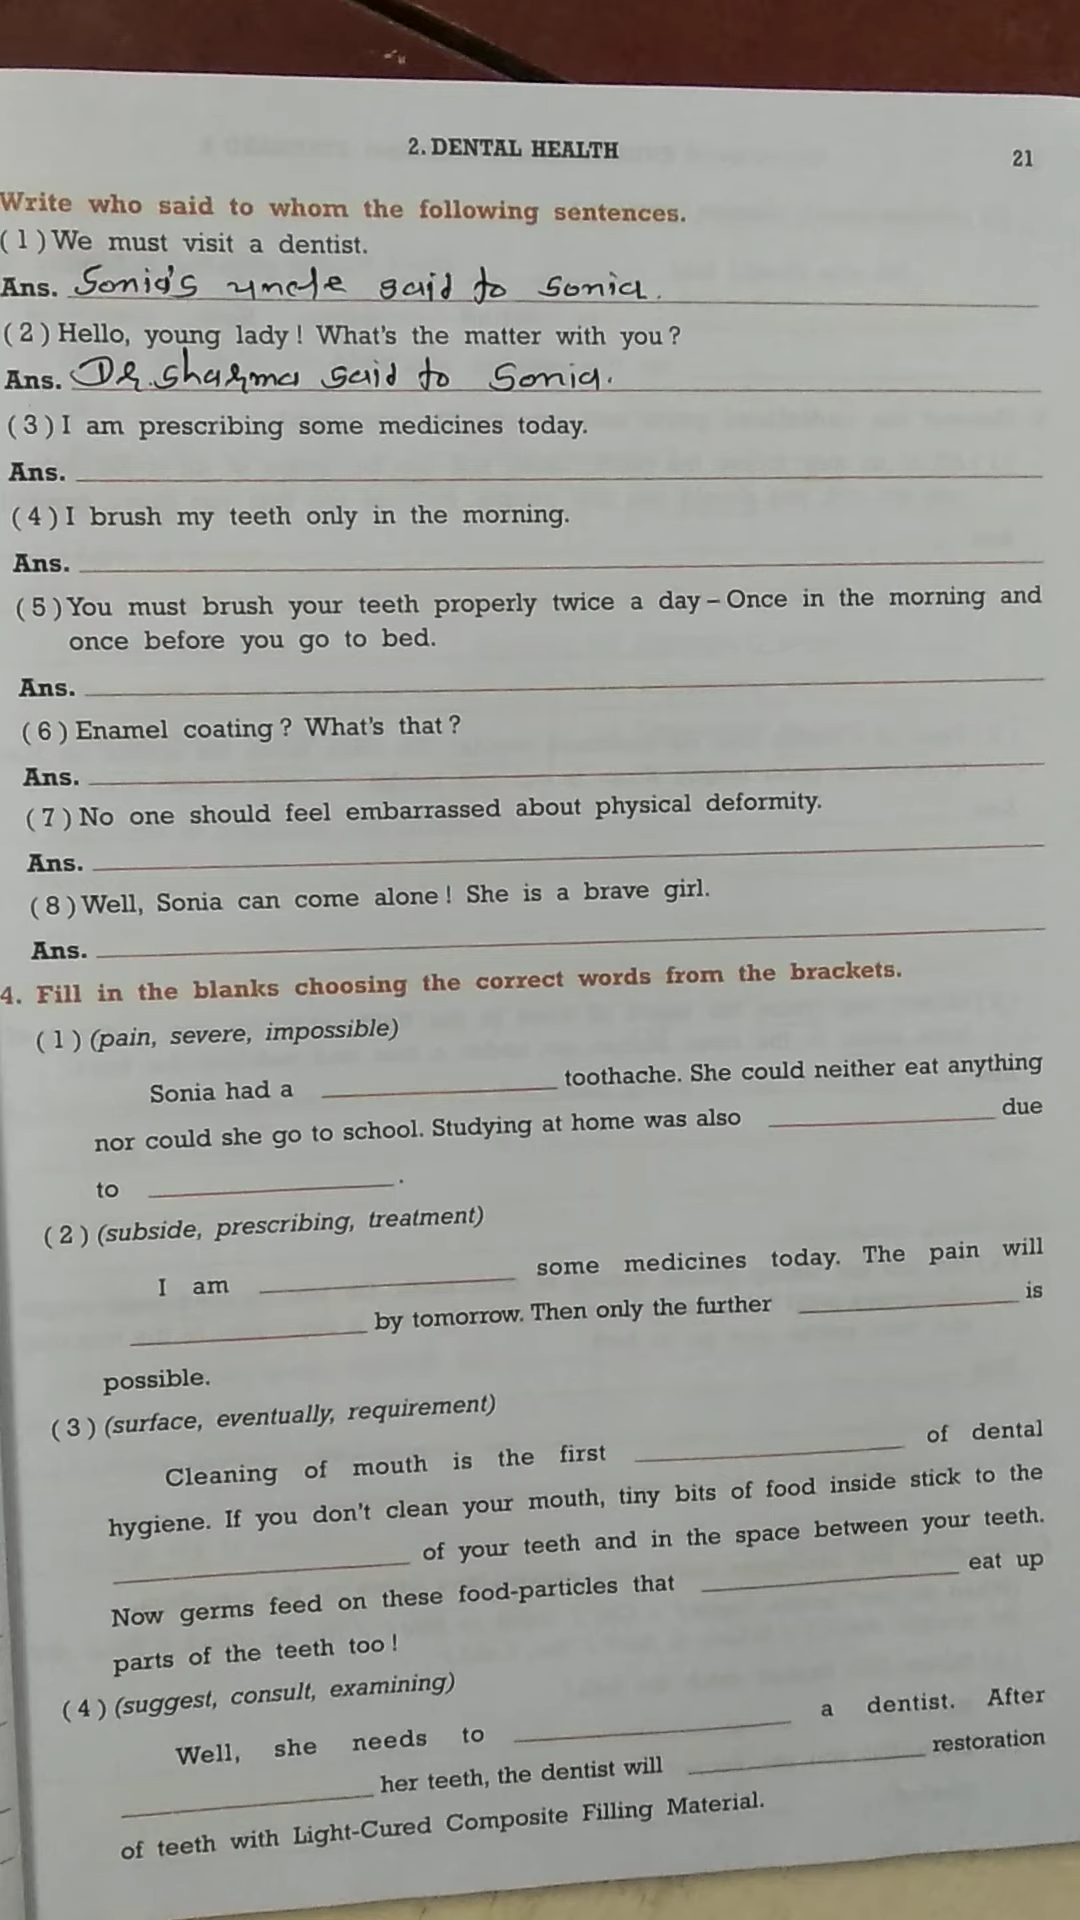 2. DENTAL HEALTH
21
Write who said to whom the following sentences.
(1) We must visit a dentist.
Ans. Sonia's uncle said to sonia.
(2) Hello, young lady! What's the matter with you?
Ans. Dr. sharma said to Sonia.
(3) I am prescribing some medicines today.
Ans.
(4) I brush my teeth only in the morning.
Ans.
(5) You must brush your teeth properly twice a day – Once in the morning and
once before you go to bed.
Ans.
(6) Enamel coating? What's that?
Ans.
(7) No one should feel embarrassed about physical deformity.
Ans.
(8) Well, Sonia can come alone! She is a brave girl.
Ans.
4. Fill in the blanks choosing the correct words from the brackets.
(1) (pain, severe, impossible)
Sonia had a ______ toothache. She could neither eat anything
nor could she go to school. Studying at home was also ______ due
to ______.
(2) (subside, prescribing, treatment)
I am ______ some medicines today. The pain will
______ by tomorrow. Then only the further ______ is
possible.
(3) (surface, eventually, requirement)
Cleaning of mouth is the first ______ of dental
hygiene. If you don't clean your mouth, tiny bits of food inside stick to the
______ of your teeth and in the space between your teeth.
Now germs feed on these food-particles that ______ eat up
parts of the teeth too!
(4) (suggest, consult, examining)
Well, she needs to ______ a dentist. After
______ her teeth, the dentist will ______ restoration
of teeth with Light-Cured Composite Filling Material.